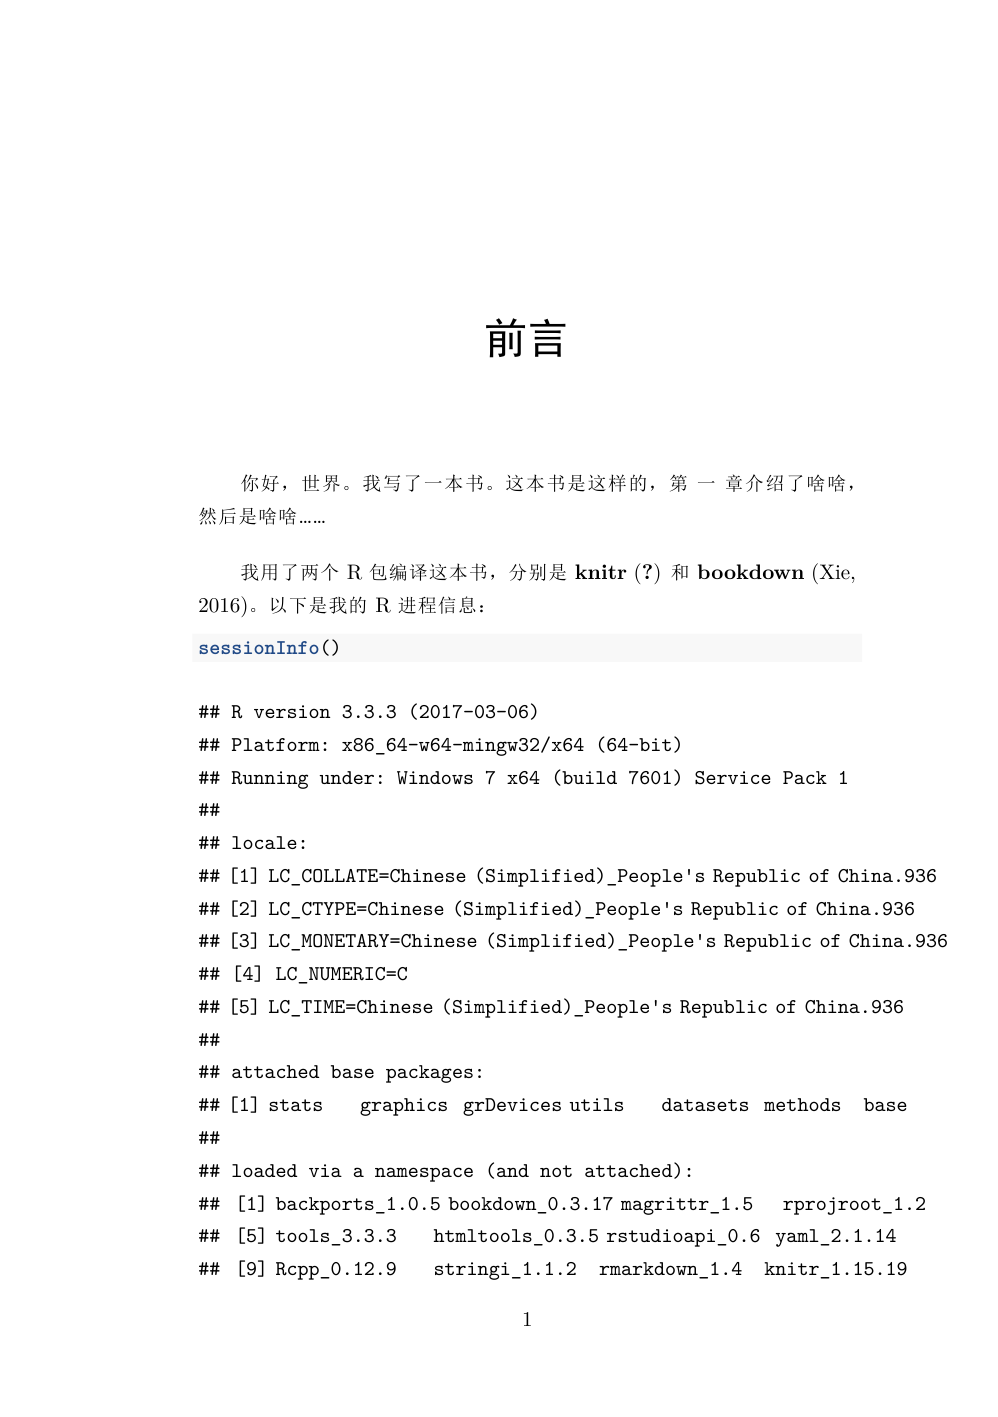 前言
你好，世界。我写了一本书。这本书是这样的，第 一 章介绍了啥啥，
然后是啥啥……
我用了两个 R 包编译这本书，分别是 knitr (?) 和 bookdown (Xie,
2016)。以下是我的 R 进程信息：
sessionInfo()
## R version 3.3.3 (2017-03-06)
## Platform: x86_64-w64-mingw32/x64 (64-bit)
## Running under: Windows 7 x64 (build 7601) Service Pack 1
##
## locale:
## [1] LC_COLLATE=Chinese (Simplified)_People's Republic of China.936
## [2] LC_CTYPE=Chinese (Simplified)_People's Republic of China.936
## [3] LC_MONETARY=Chinese (Simplified)_People's Republic of China.936
## [4] LC_NUMERIC=C
## [5] LC_TIME=Chinese (Simplified)_People's Republic of China.936
##
## attached base packages:
## [1] stats     graphics  grDevices utils     datasets  methods   base
##
## loaded via a namespace (and not attached):
##  [1] backports_1.0.5 bookdown_0.3.17 magrittr_1.5    rprojroot_1.2
##  [5] tools_3.3.3     htmltools_0.3.5 rstudioapi_0.6  yaml_2.1.14
##  [9] Rcpp_0.12.9     stringi_1.1.2   rmarkdown_1.4   knitr_1.15.19
1